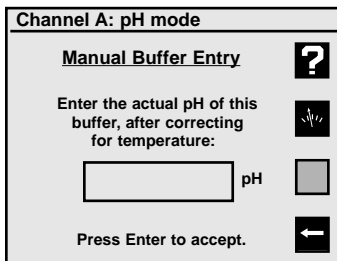 Channel A: pH mode
Manual Buffer Entry
?
Enter the actual pH of this
buffer, after correcting
for temperature:
pH
Press Enter to accept.